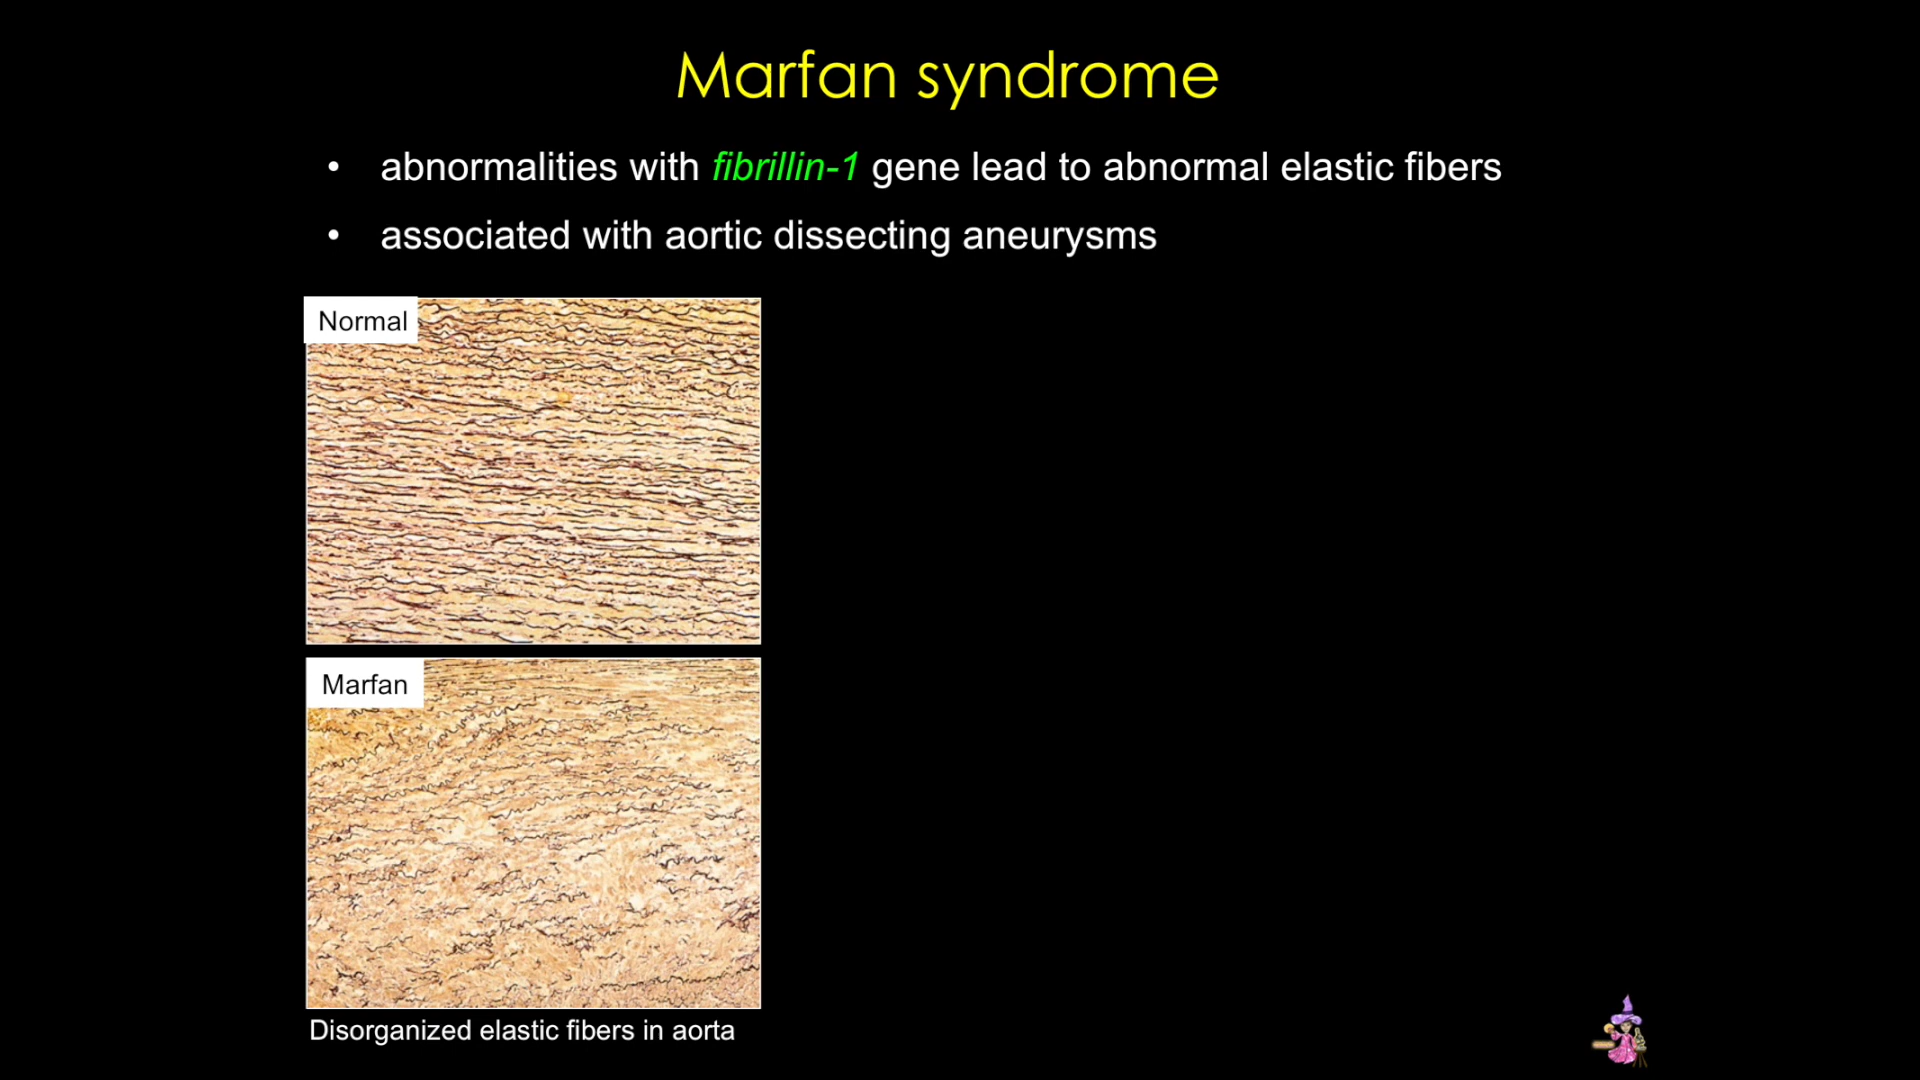 Marfan syndrome
• abnormalities with fibrillin-1 gene lead to abnormal elastic fibers
• associated with aortic dissecting aneurysms
Normal
Marfan
Disorganized elastic fibers in aorta